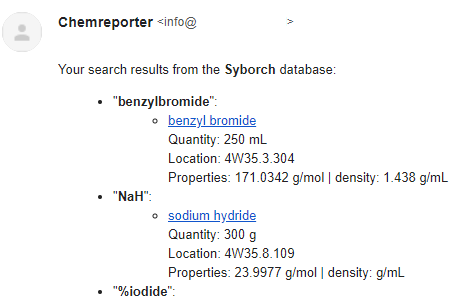 Chemreporter <info@ >
Your search results from the Syborch database:
• "benzylbromide":
◦ benzyl bromide
Quantity: 250 mL
Location: 4W35.3.304
Properties: 171.0342 g/mol | density: 1.438 g/mL
• "NaH":
◦ sodium hydride
Quantity: 300 g
Location: 4W35.8.109
Properties: 23.9977 g/mol | density: g/mL
• "%iodide":